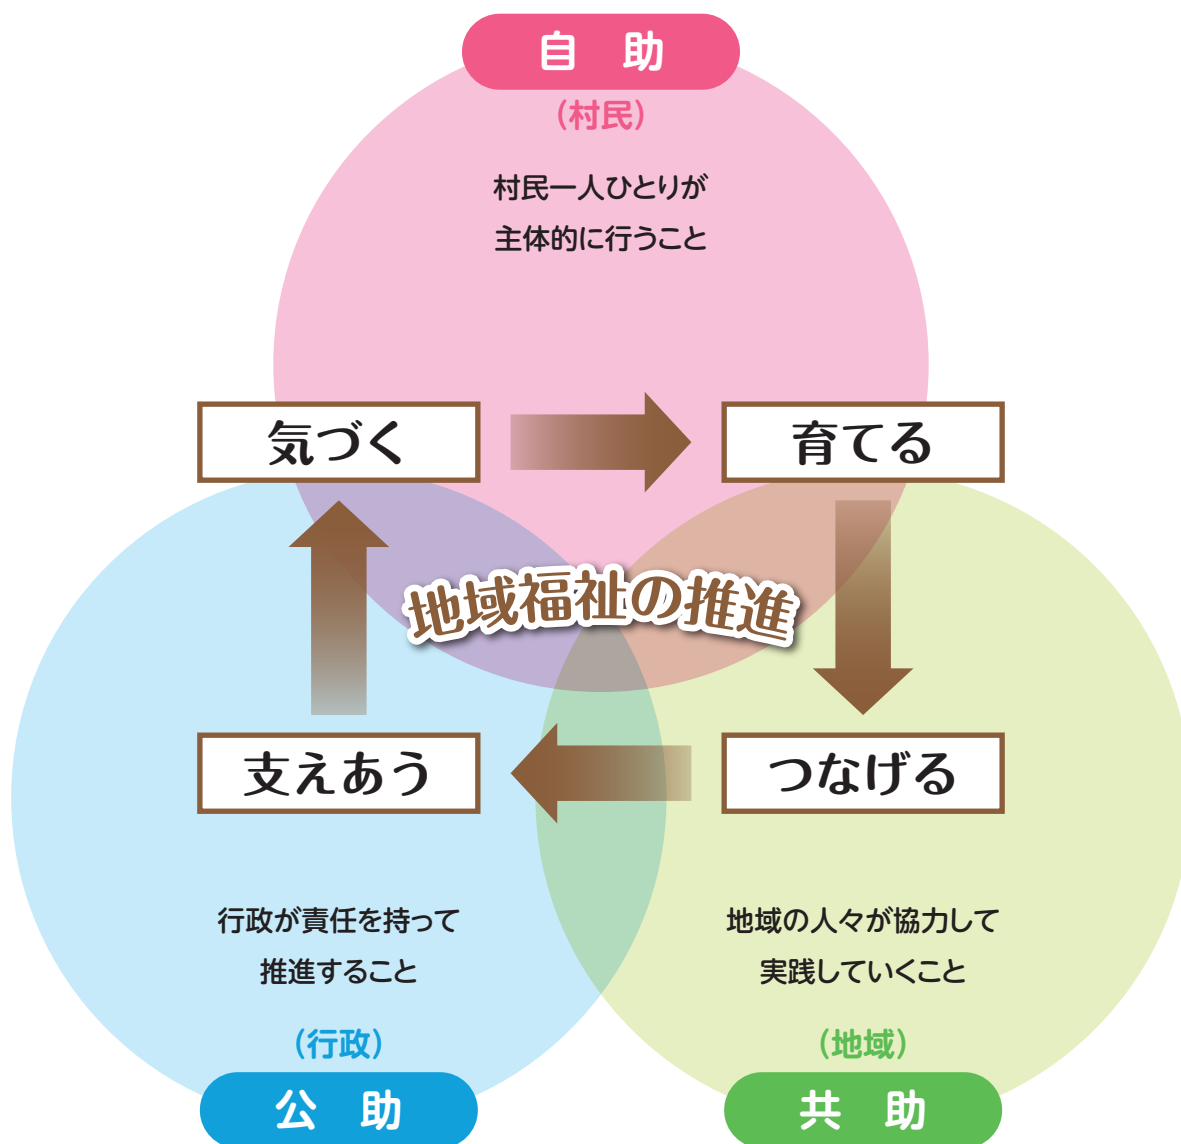 自 助
(村民)
村民一人ひとりが
主体的に行うこと
気づく
育てる
地域福祉の推進
支えあう
つなげる
行政が責任を持って
推進すること
(行政)
公 助
地域の人々が協力して
実践していくこと
(地域)
共 助